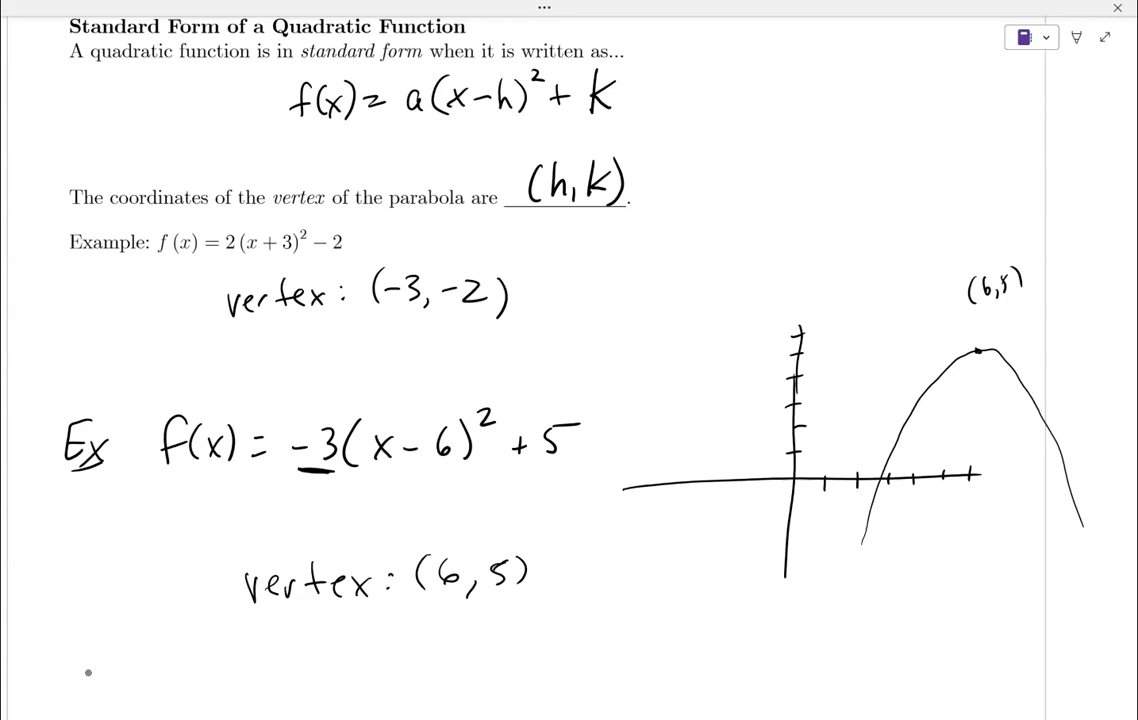 Standard Form of a Quadratic Function
A quadratic function is in standard form when it is written as...
f(x)= a(x-h)²+ k
The coordinates of the vertex of the parabola are (h,k).
Example: f (x) = 2 (x + 3)² − 2
vertex: (-3,-2)
(6,5)
Ex f(x) = -3(x-6)² +5
vertex: (6,5)